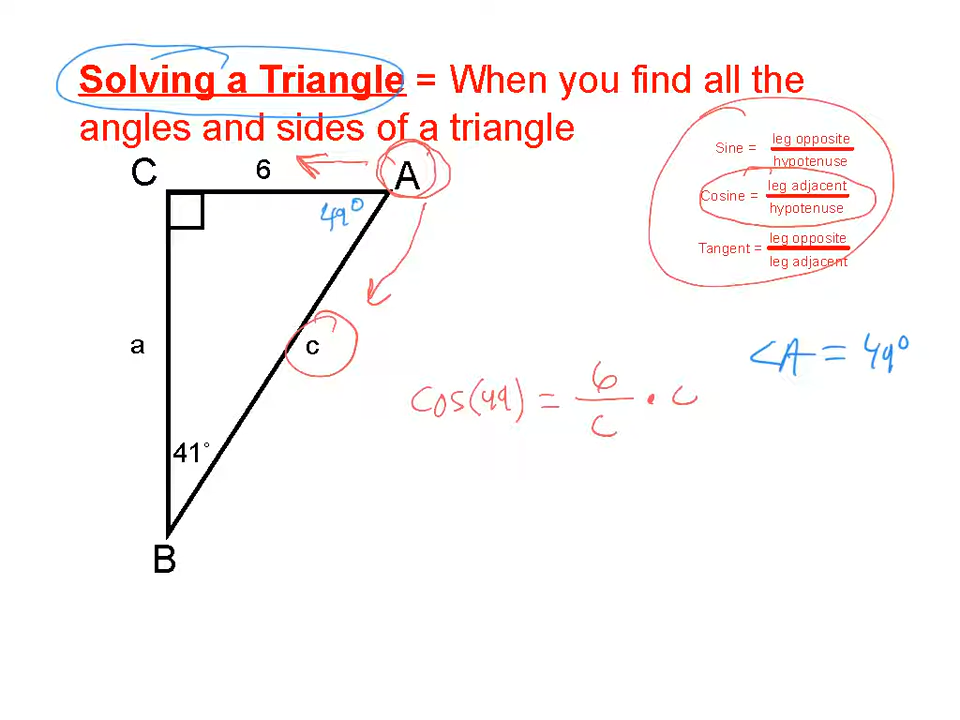 Solving a Triangle = When you find all the
angles and sides of a triangle
C 6 A
49°
a
c
41°
B
Sine = leg opposite
hypotenuse
Cosine = leg adjacent
hypotenuse
Tangent = leg opposite
leg adjacent
∠A = 49°
Cos(49) = 6/c · c